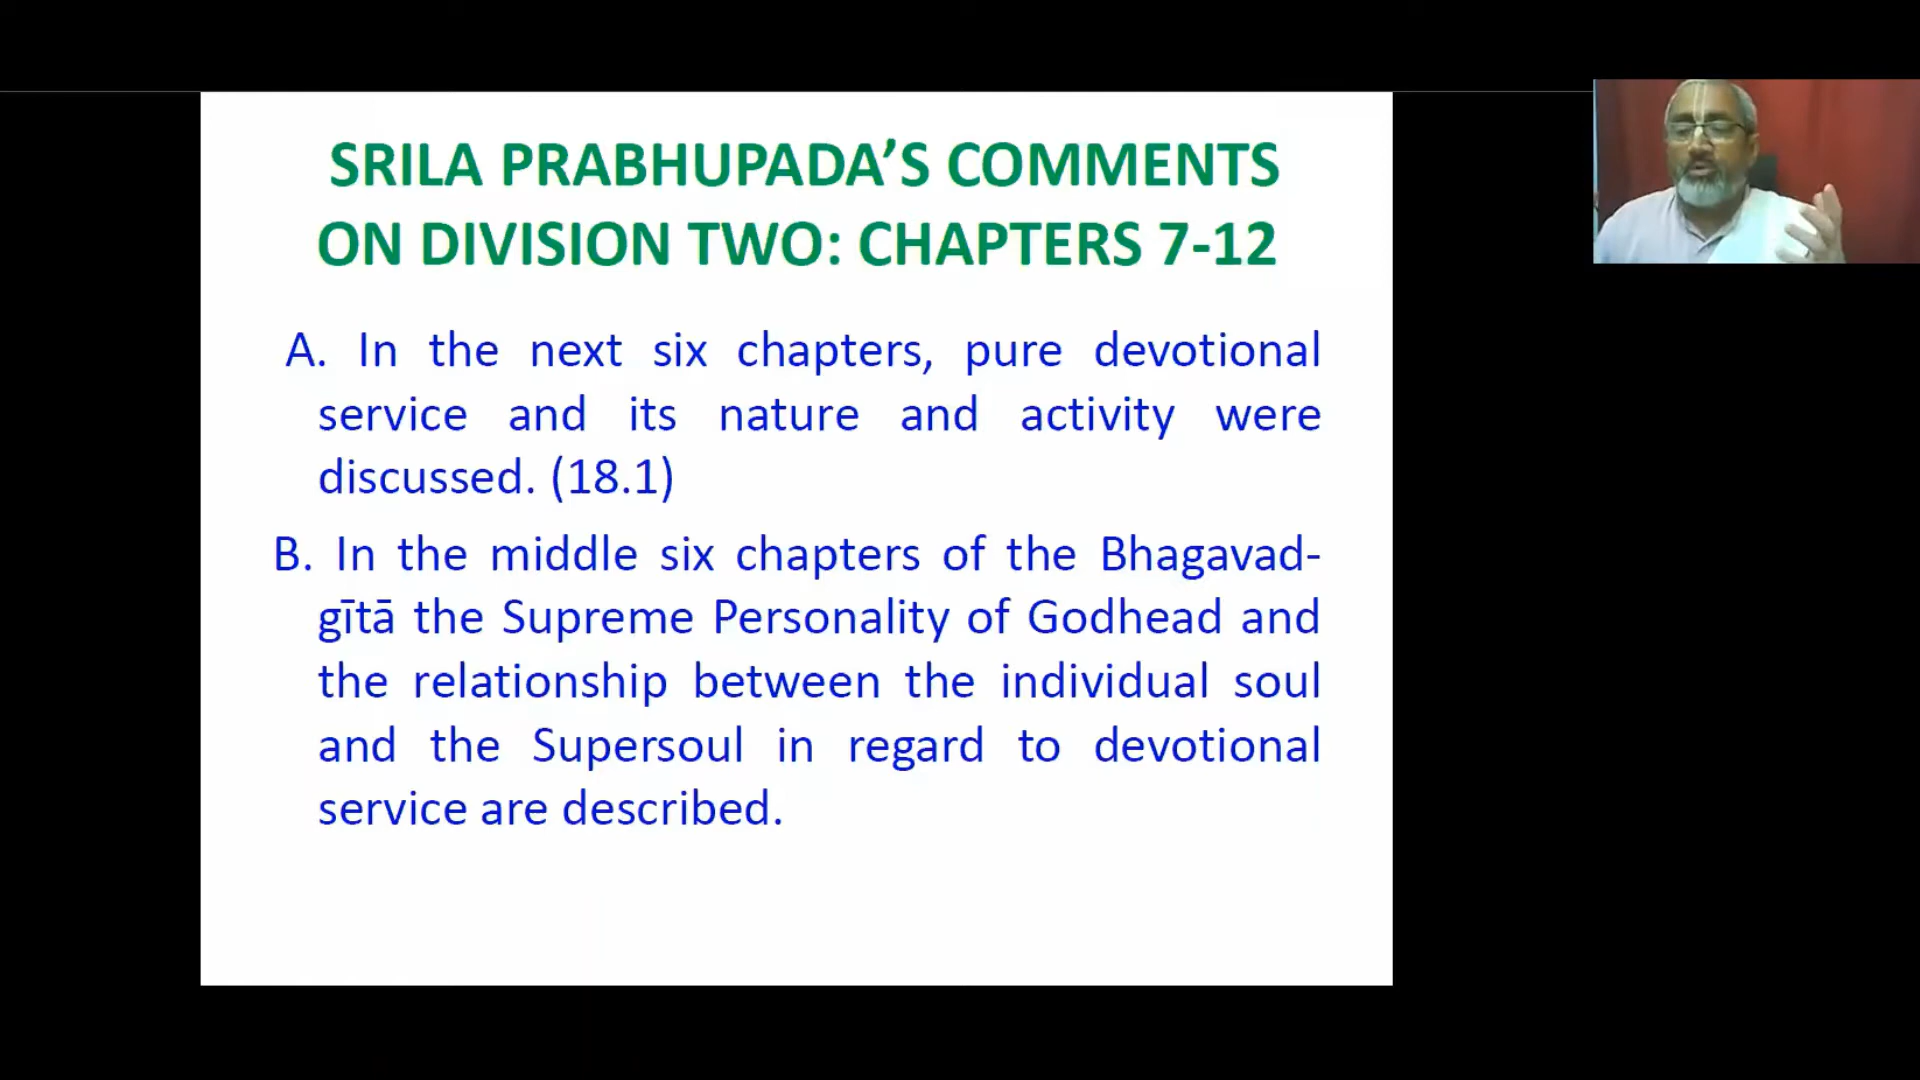 SRILA PRABHUPADA’S COMMENTS
ON DIVISION TWO: CHAPTERS 7-12
A. In the next six chapters, pure devotional
service and its nature and activity were
discussed. (18.1)
B. In the middle six chapters of the Bhagavad-
gītā the Supreme Personality of Godhead and
the relationship between the individual soul
and the Supersoul in regard to devotional
service are described.